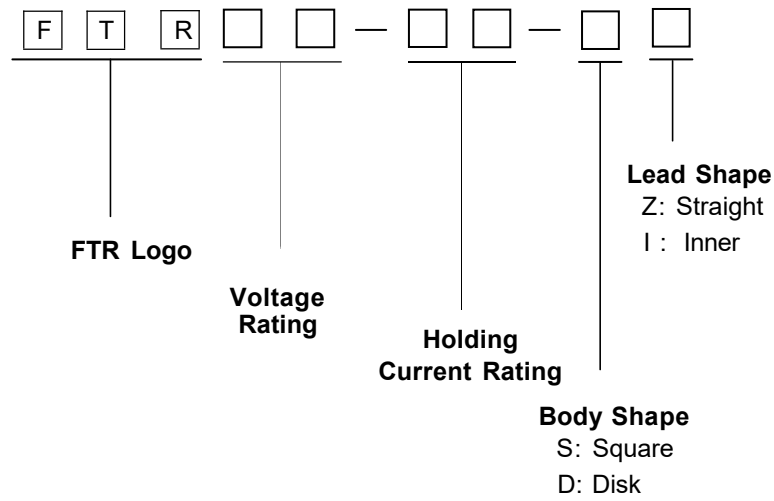 F T R — —
FTR Logo
Voltage
Rating
Holding
Current Rating
Body Shape
S: Square
D: Disk
Lead Shape
Z: Straight
I : Inner